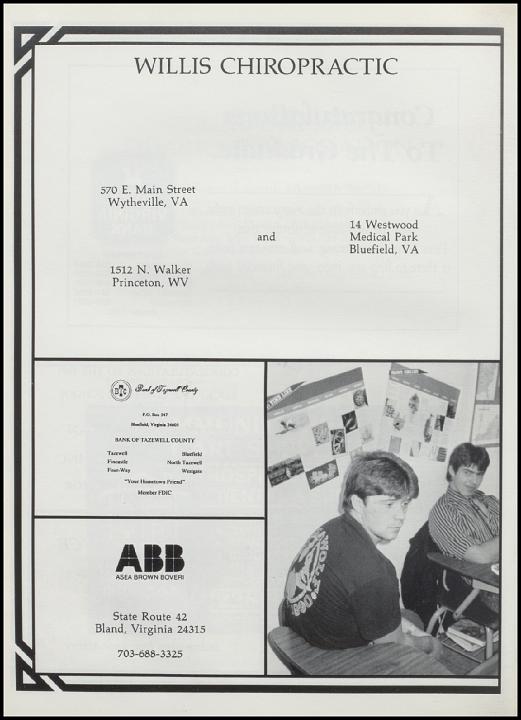 WILLIS CHIROPRACTIC
570 E. Main Street
Wytheville, VA
and
14 Westwood
Medical Park
Bluefield, VA
1512 N. Walker
Princeton, WV
Bank of Tazewell County
P.O. Box 247
Bluefield, Virginia 24605
BANK OF TAZEWELL COUNTY
Tazewell
Bluefield
Fincastle
North Tazewell
Four-Way
Westgate
"Your Hometown Friend"
Member FDIC
ABB
ASEA BROWN BOVERI
State Route 42
Bland, Virginia 24315
703-688-3325